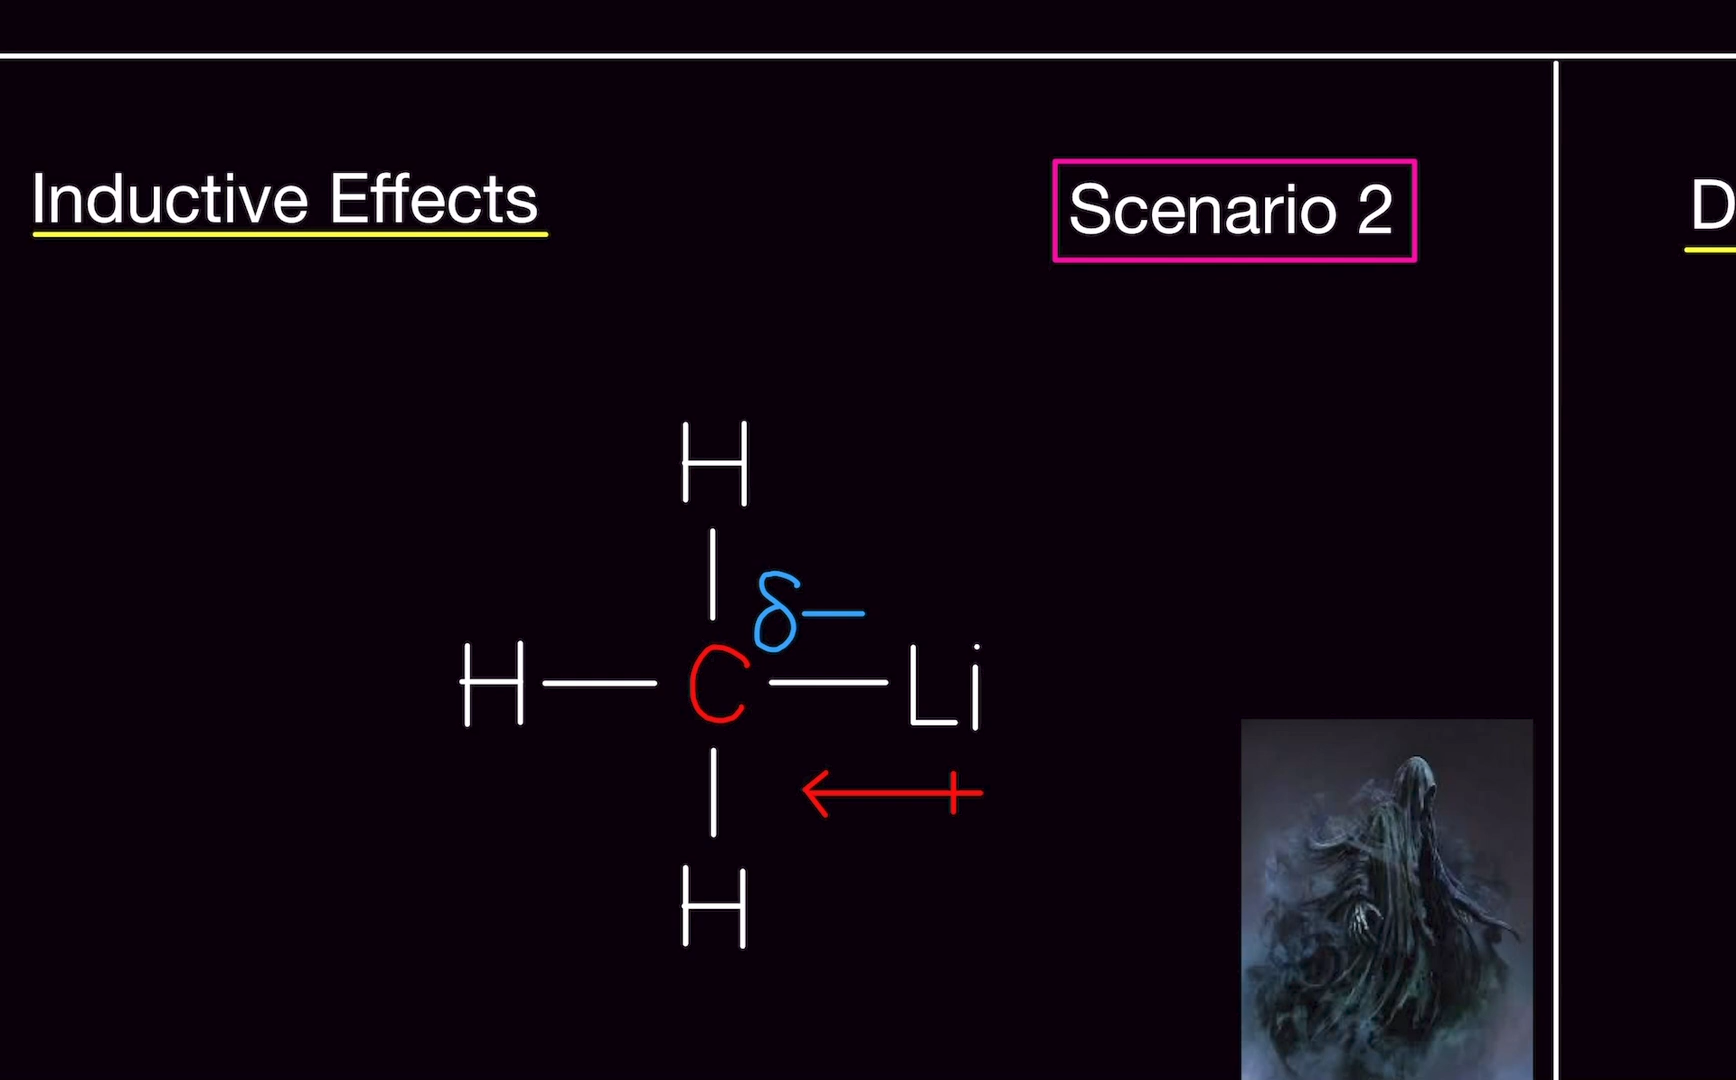 Inductive Effects
Scenario 2
D
H
δ−
H — C — Li
H